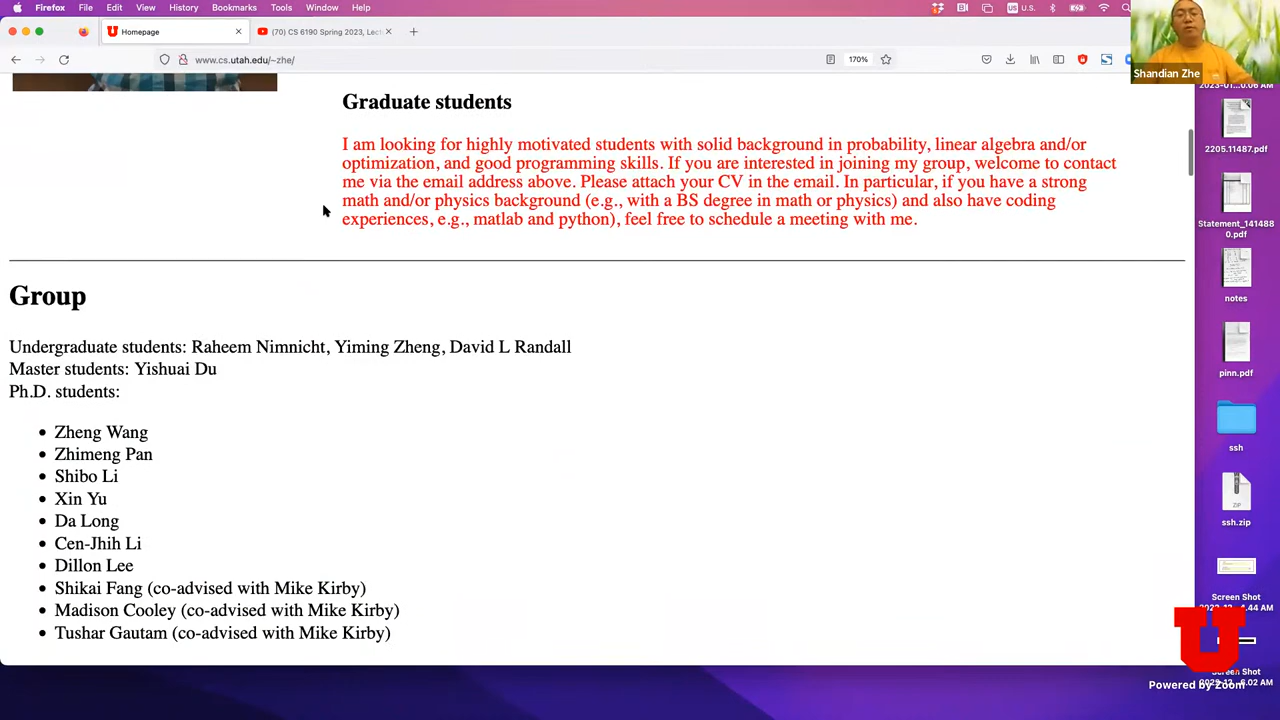 Firefox File Edit View History Bookmarks Tools Window Help U.S.
Homepage
(70) CS 6190 Spring 2023, Lect
www.cs.utah.edu/~zhe/
170%
Shandian Zhe
Graduate students
I am looking for highly motivated students with solid background in probability, linear algebra and/or
optimization, and good programming skills. If you are interested in joining my group, welcome to contact
me via the email address above. Please attach your CV in the email. In particular, if you have a strong
math and/or physics background (e.g., with a BS degree in math or physics) and also have coding
experiences, e.g., matlab and python), feel free to schedule a meeting with me.
Group
Undergraduate students: Raheem Nimnicht, Yiming Zheng, David L Randall
Master students: Yishuai Du
Ph.D. students:
• Zheng Wang
• Zhimeng Pan
• Shibo Li
• Xin Yu
• Da Long
• Cen-Jhih Li
• Dillon Lee
• Shikai Fang (co-advised with Mike Kirby)
• Madison Cooley (co-advised with Mike Kirby)
• Tushar Gautam (co-advised with Mike Kirby)
2205.11487.pdf
Statement_141488
0.pdf
notes
pinn.pdf
ssh
ZIP
ssh.zip
Screen Shot
Screen Shot
Powered by Zoom